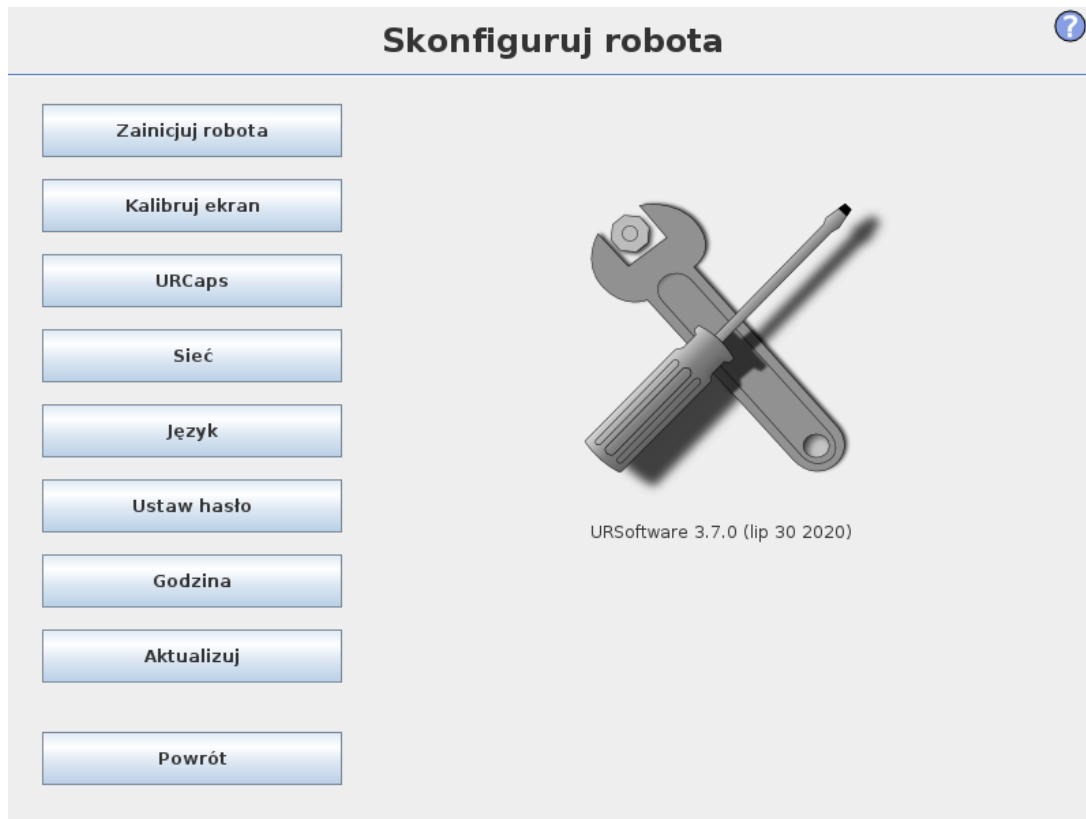 Skonfiguruj robota
?
Zainicjuj robota
Kalibruj ekran
URCaps
Sieć
Język
Ustaw hasło
Godzina
Aktualizuj
Powrót
URSoftware 3.7.0 (lip 30 2020)